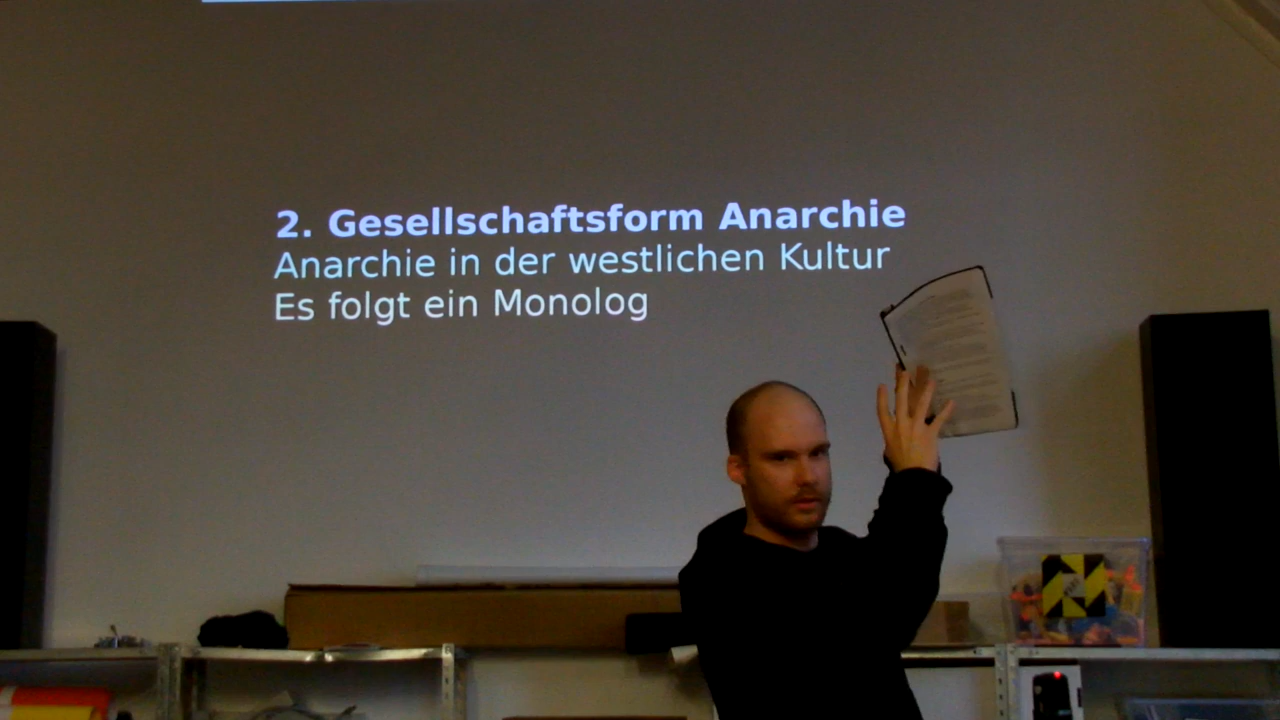 2. Gesellschaftsform Anarchie
Anarchie in der westlichen Kultur
Es folgt ein Monolog